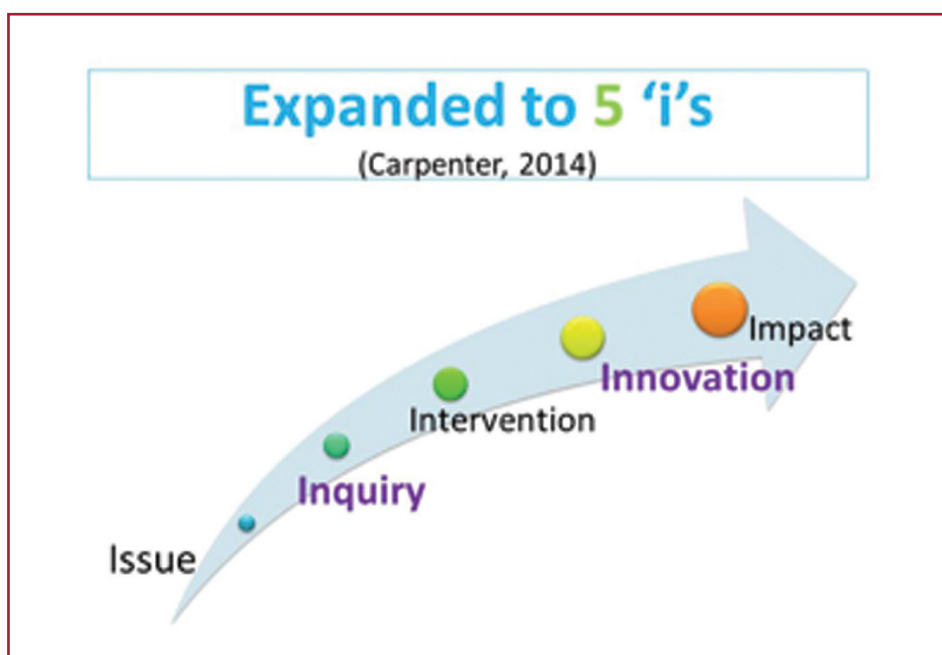 Expanded to 5 ‘i’s
(Carpenter, 2014)
Issue
Inquiry
Intervention
Innovation
Impact